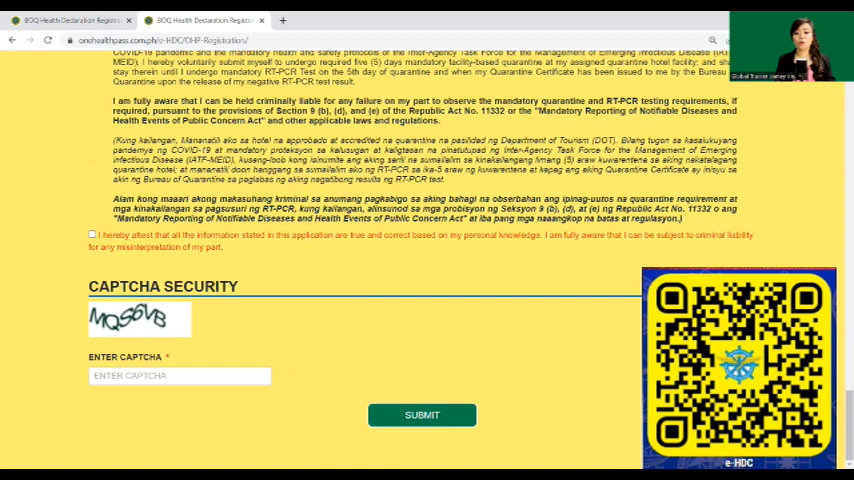 BOQ Health Declaration Registra
BOQ Health Declaration Registra
onehealthpass.com.ph/e-HDC/OHP-Registration/
Global Trainer
COVID-19 pandemic and the mandatory health and safety protocols of the Inter-Agency Task Force for the Management of Emerging Infectious Disease (IATF-
MEID), I hereby voluntarily submit myself to undergo required five (5) days mandatory facility-based quarantine at my assigned quarantine hotel facility; and sha
stay therein until I undergo mandatory RT-PCR Test on the 5th day of quarantine and when my Quarantine Certificate has been issued to me by the Bureau
Quarantine upon the release of my negative RT-PCR test result.
I am fully aware that I can be held criminally liable for any failure on my part to observe the mandatory quarantine and RT-PCR testing requirements, if
required, pursuant to the provisions of Section 9 (b), (d), and (e) of the Republic Act No. 11332 or the "Mandatory Reporting of Notifiable Diseases and
Health Events of Public Concern Act" and other applicable laws and regulations.
(Kung kailangan, Mananatili ako sa hotel na approbado at accredited na quarantine na pasilidad ng Department of Tourism (DOT). Bilang tugon sa kasalukuyang
pandemya ng COVID-19 at mandatory proteksyon sa kalusugan at kaligtasan na pinatutupad ng Inter-Agency Task Force for the Management of Emerging
Infectious Disease (IATF-MEID), kusang-loob kong isinumite ang aking sarili na sumailalim sa kinakailangang limang (5) araw kuwarentena sa aking nakatalagang
quarantine hotel; at mananatili doon hanggang sa sumailalim ako ng RT-PCR Test sa ika-5 araw ng kuwarentena at kapag ang aking Quarantine Certificate ay inisyu sa
akin ng Bureau of Quarantine sa paglabas ng aking negatibong resulta ng RT-PCR test.
Alam kong maaari akong makasuhang kriminal sa anumang pagkabigo sa aking bahagi na obserbahan ang ipinag-uutos na quarantine requirement at
mga kinakailangan sa pagsusuri ng RT-PCR, kung kailangan, alinsunod sa mga probisyon ng Seksyon 9 (b), (d), at (e) ng Republic Act No. 11332 o ang
"Mandatory Reporting of Notifiable Diseases and Health Events of Public Concern Act" at iba pang mga naaangkop na batas at regulasyon.)
I hereby attest that all the information stated in this application are true and correct based on my personal knowledge. I am fully aware that I can be subject to criminal liability
for any misinterpretation of my part.
CAPTCHA SECURITY
MQS6VB
ENTER CAPTCHA *
ENTER CAPTCHA
SUBMIT
e-HDC